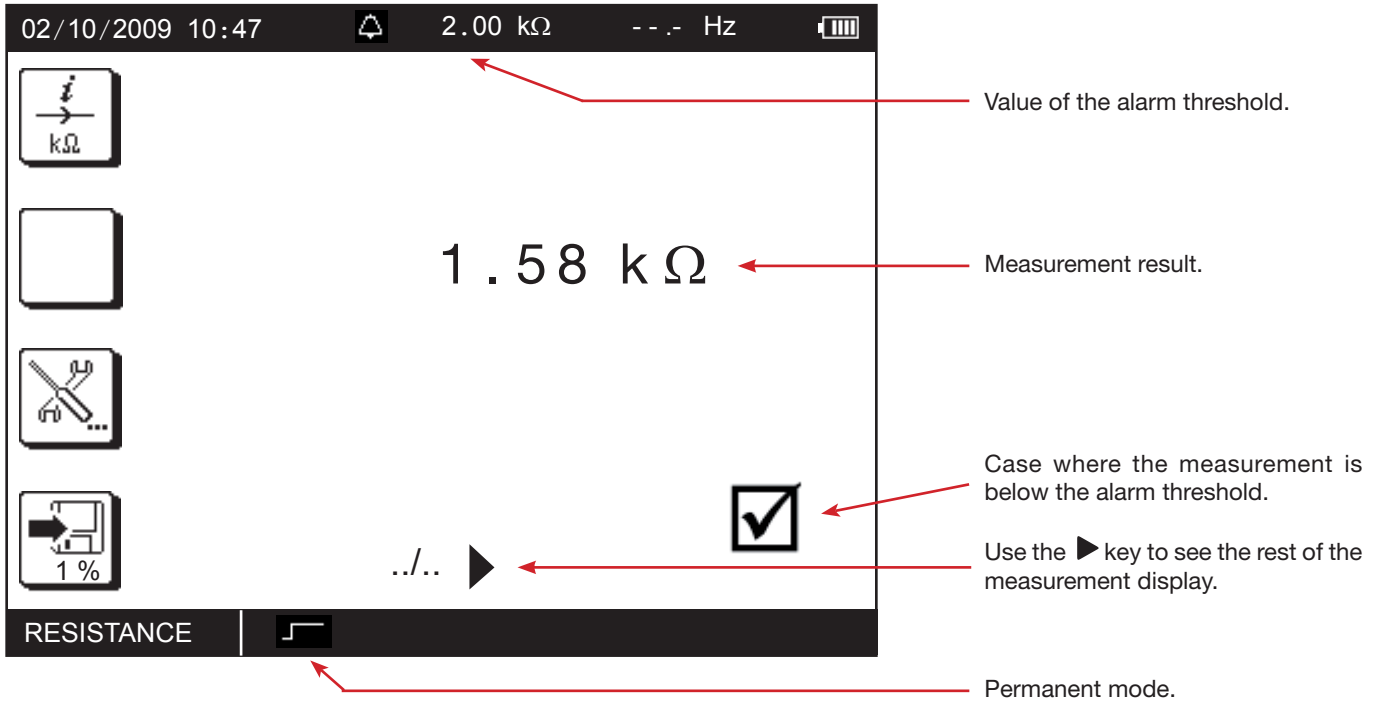 02/10/2009 10:47 2.00 kΩ - - .- Hz
Value of the alarm threshold.
i
kΩ
1.58 kΩ
Measurement result.
...
Case where the measurement is
below the alarm threshold.
1 %
../.. ▶
Use the ▶ key to see the rest of the
measurement display.
RESISTANCE
Permanent mode.